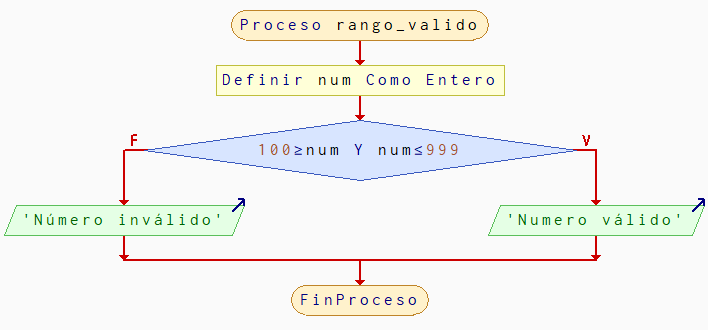 Proceso rango_valido
Definir num Como Entero
F
V
100≥num Y num≤999
'Número inválido'
'Numero válido'
FinProceso